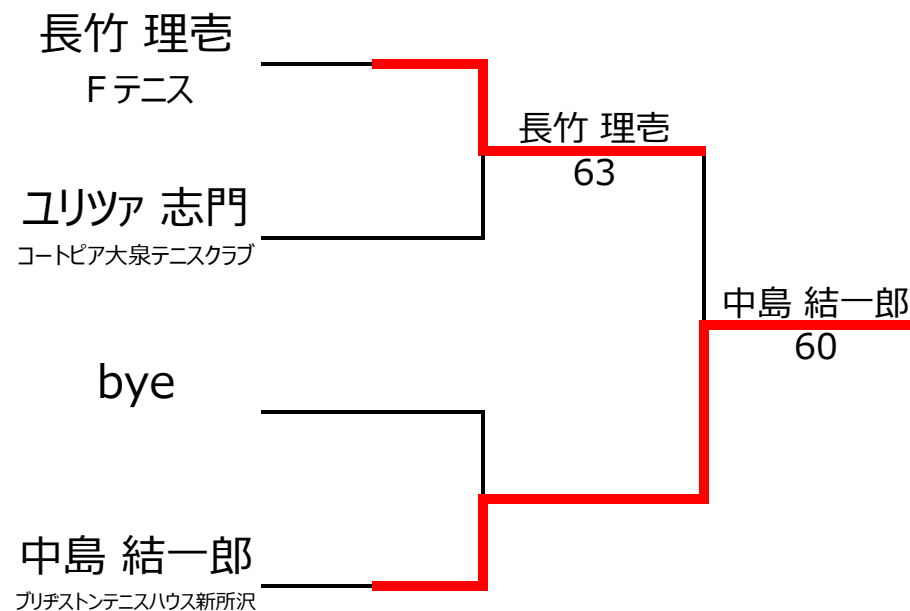 長竹 理壱
Ｆテニス
長竹 理壱
63
ユリツァ 志門
コートピア大泉テニスクラブ
中島 結一郎
60
bye
中島 結一郎
ブリヂストンテニスハウス新所沢